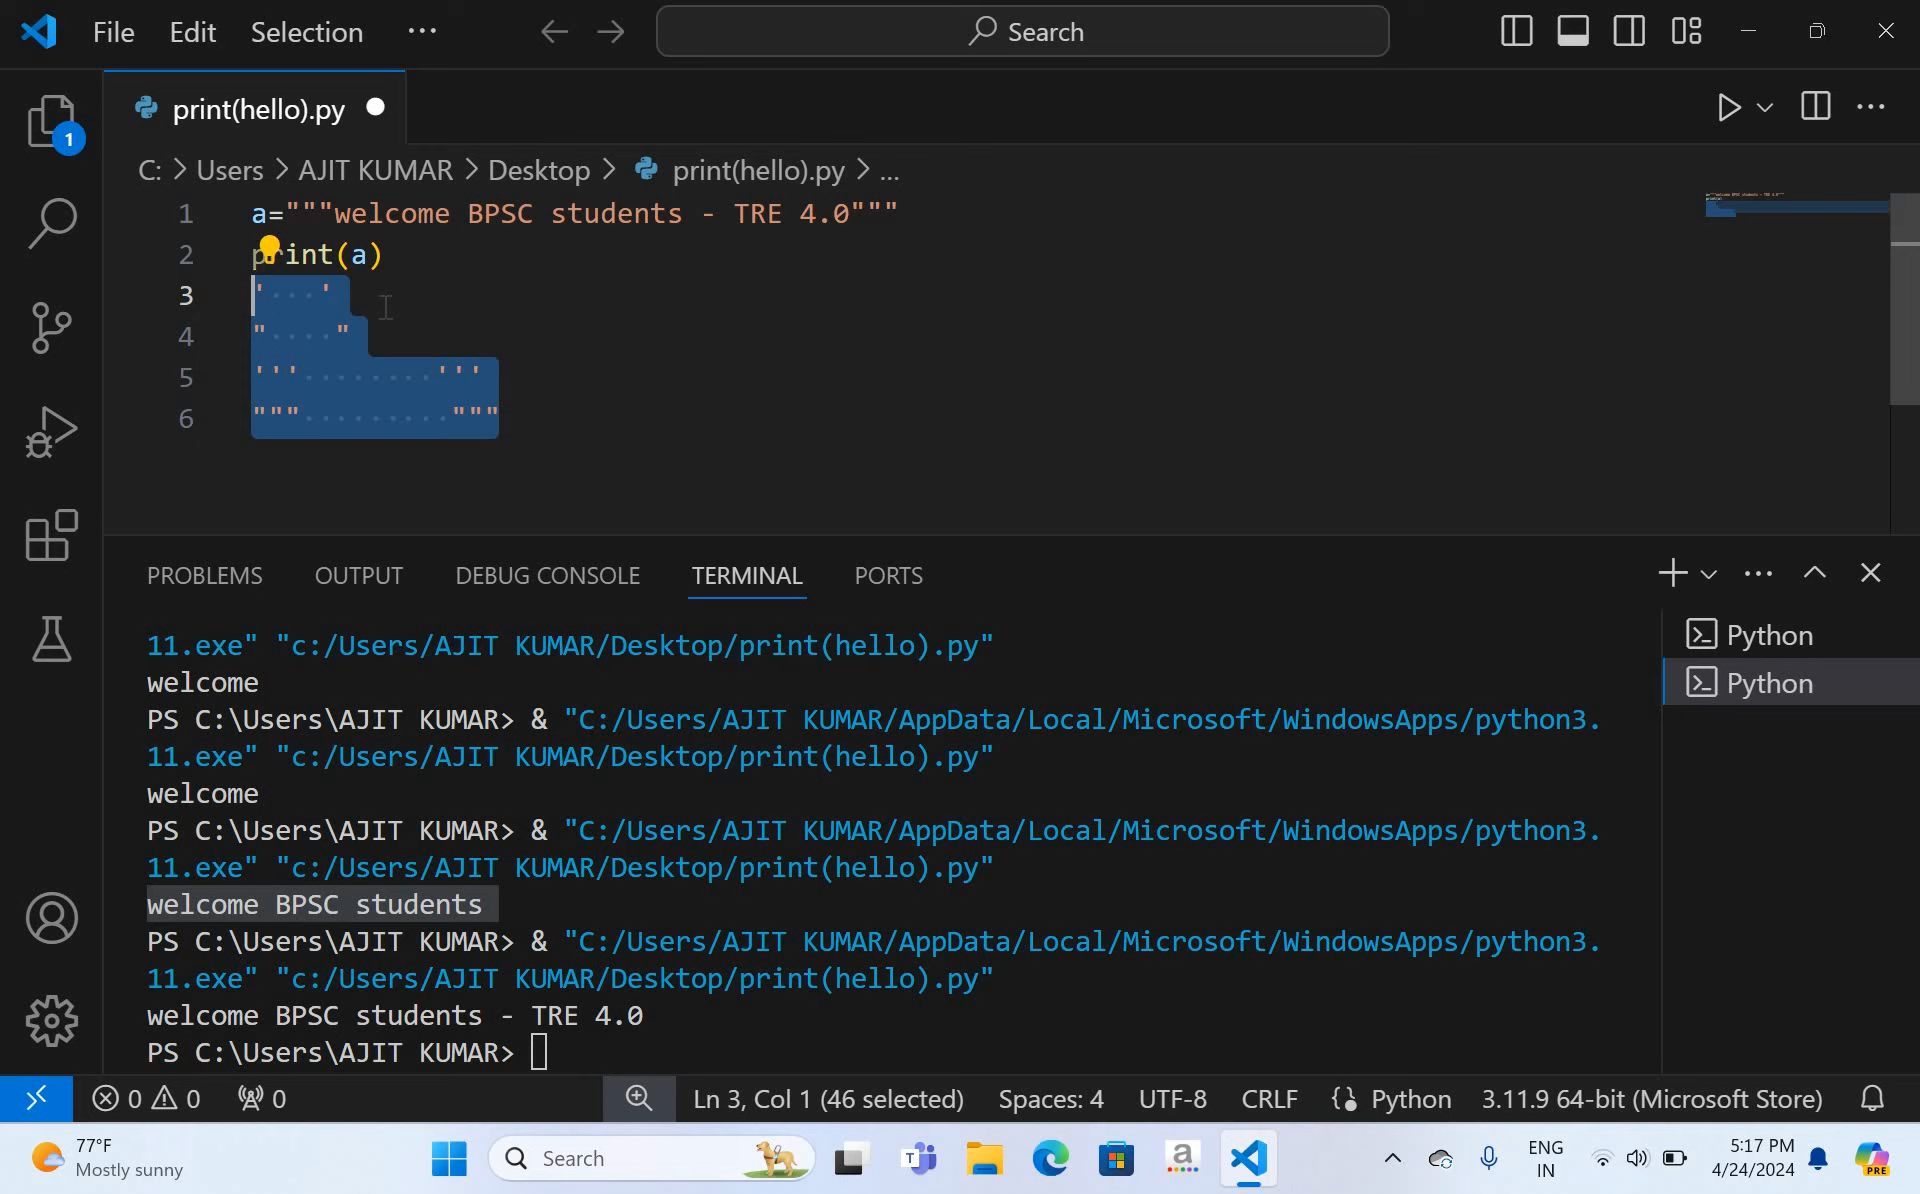 File Edit Selection ··· Search
1
print(hello).py
C: > Users > AJIT KUMAR > Desktop > print(hello).py > ...
1 a="""welcome BPSC students - TRE 4.0"""
2 print(a)
3 '···'
4 "····"
5 '''········'''
6 """·········"""
PROBLEMS OUTPUT DEBUG CONSOLE TERMINAL PORTS
11.exe" "c:/Users/AJIT KUMAR/Desktop/print(hello).py"
welcome
PS C:\Users\AJIT KUMAR> & "C:/Users/AJIT KUMAR/AppData/Local/Microsoft/WindowsApps/python3.
11.exe" "c:/Users/AJIT KUMAR/Desktop/print(hello).py"
welcome
PS C:\Users\AJIT KUMAR> & "C:/Users/AJIT KUMAR/AppData/Local/Microsoft/WindowsApps/python3.
11.exe" "c:/Users/AJIT KUMAR/Desktop/print(hello).py"
welcome BPSC students
PS C:\Users\AJIT KUMAR> & "C:/Users/AJIT KUMAR/AppData/Local/Microsoft/WindowsApps/python3.
11.exe" "c:/Users/AJIT KUMAR/Desktop/print(hello).py"
welcome BPSC students - TRE 4.0
PS C:\Users\AJIT KUMAR>
Python
Python
0 0 0 Ln 3, Col 1 (46 selected) Spaces: 4 UTF-8 CRLF Python 3.11.9 64-bit (Microsoft Store)
77°F
Mostly sunny
Search
ENG
IN
5:17 PM
4/24/2024
PRE